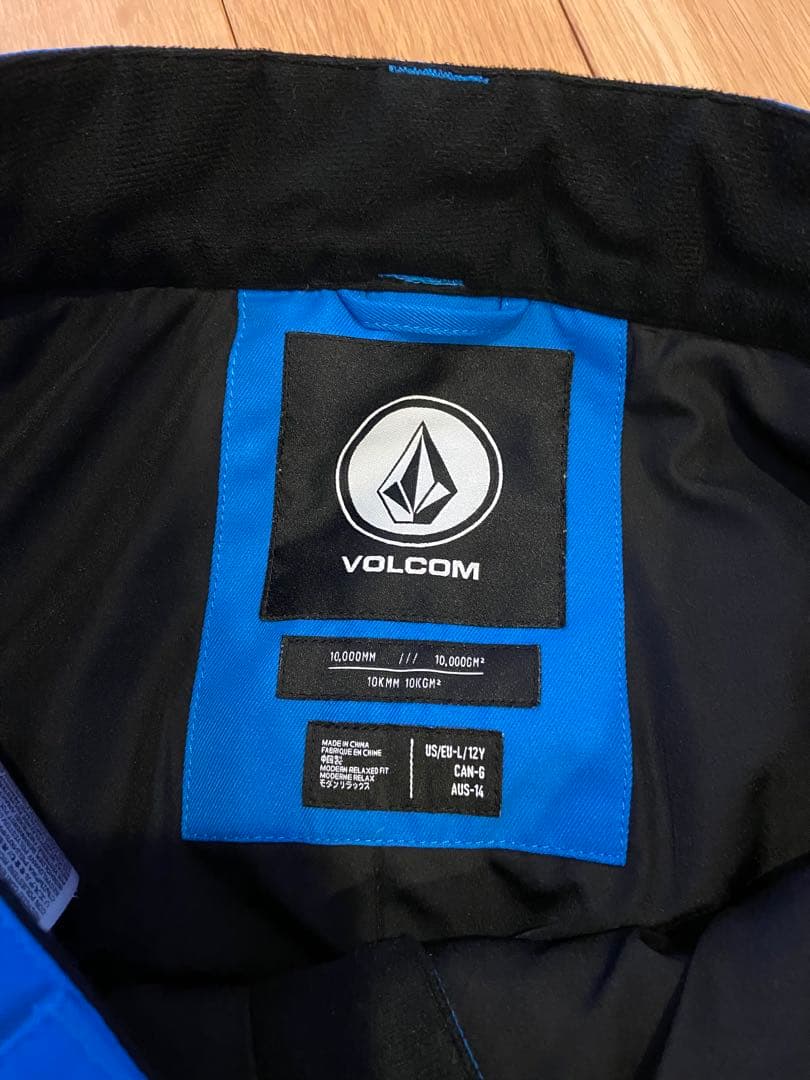 VOLCOM
10,000MM /// 10,000GM²
10KMM 10KGM²
MADE IN CHINA
FABRIQUE EN CHINE
中国製
MODERN RELAXED FIT
MODERNE RELAX
モダンリラックス
US/EU-L/12Y
CAN-G
AUS-14